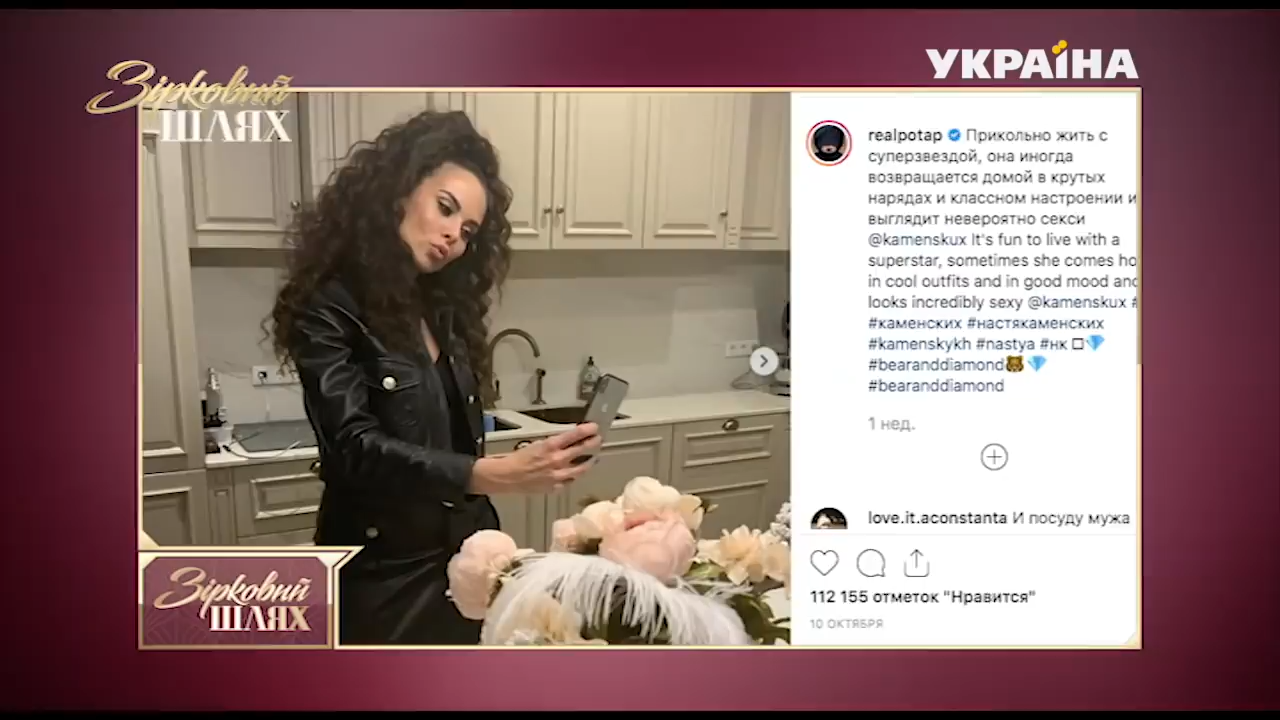 Зірковий
ШЛЯХ
УКРАЇНА
realpotap Прикольно жить с
суперзвездой, она иногда
возвращается домой в крутых
нарядах и классном настроении и
выглядит невероятно секси
@kamenskux It's fun to live with a
superstar, sometimes she comes ho
in cool outfits and in good mood and
looks incredibly sexy @kamenskux #
#каменских #настякаменских
#kamenskykh #nastya #нк □💎
#bearanddiamond🐻💎
#bearanddiamond
1 нед.
love.it.aconstanta И посуду мужа
112 155 отметок "Нравится"
10 ОКТЯБРЯ
Зірковий
ШЛЯХ